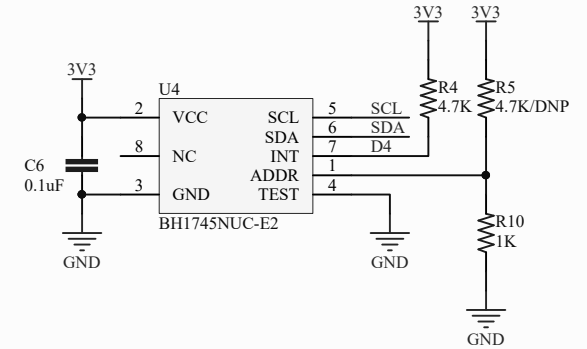 3V3 3V3
3V3
R4 R5
4.7K 4.7K/DNP
U4
2 VCC SCL 5 SCL
SDA 6 SDA
8 NC INT 7 D4
ADDR 1
C6
0.1uF
3 GND TEST 4
BH1745NUC-E2
R10
1K
GND GND
GND